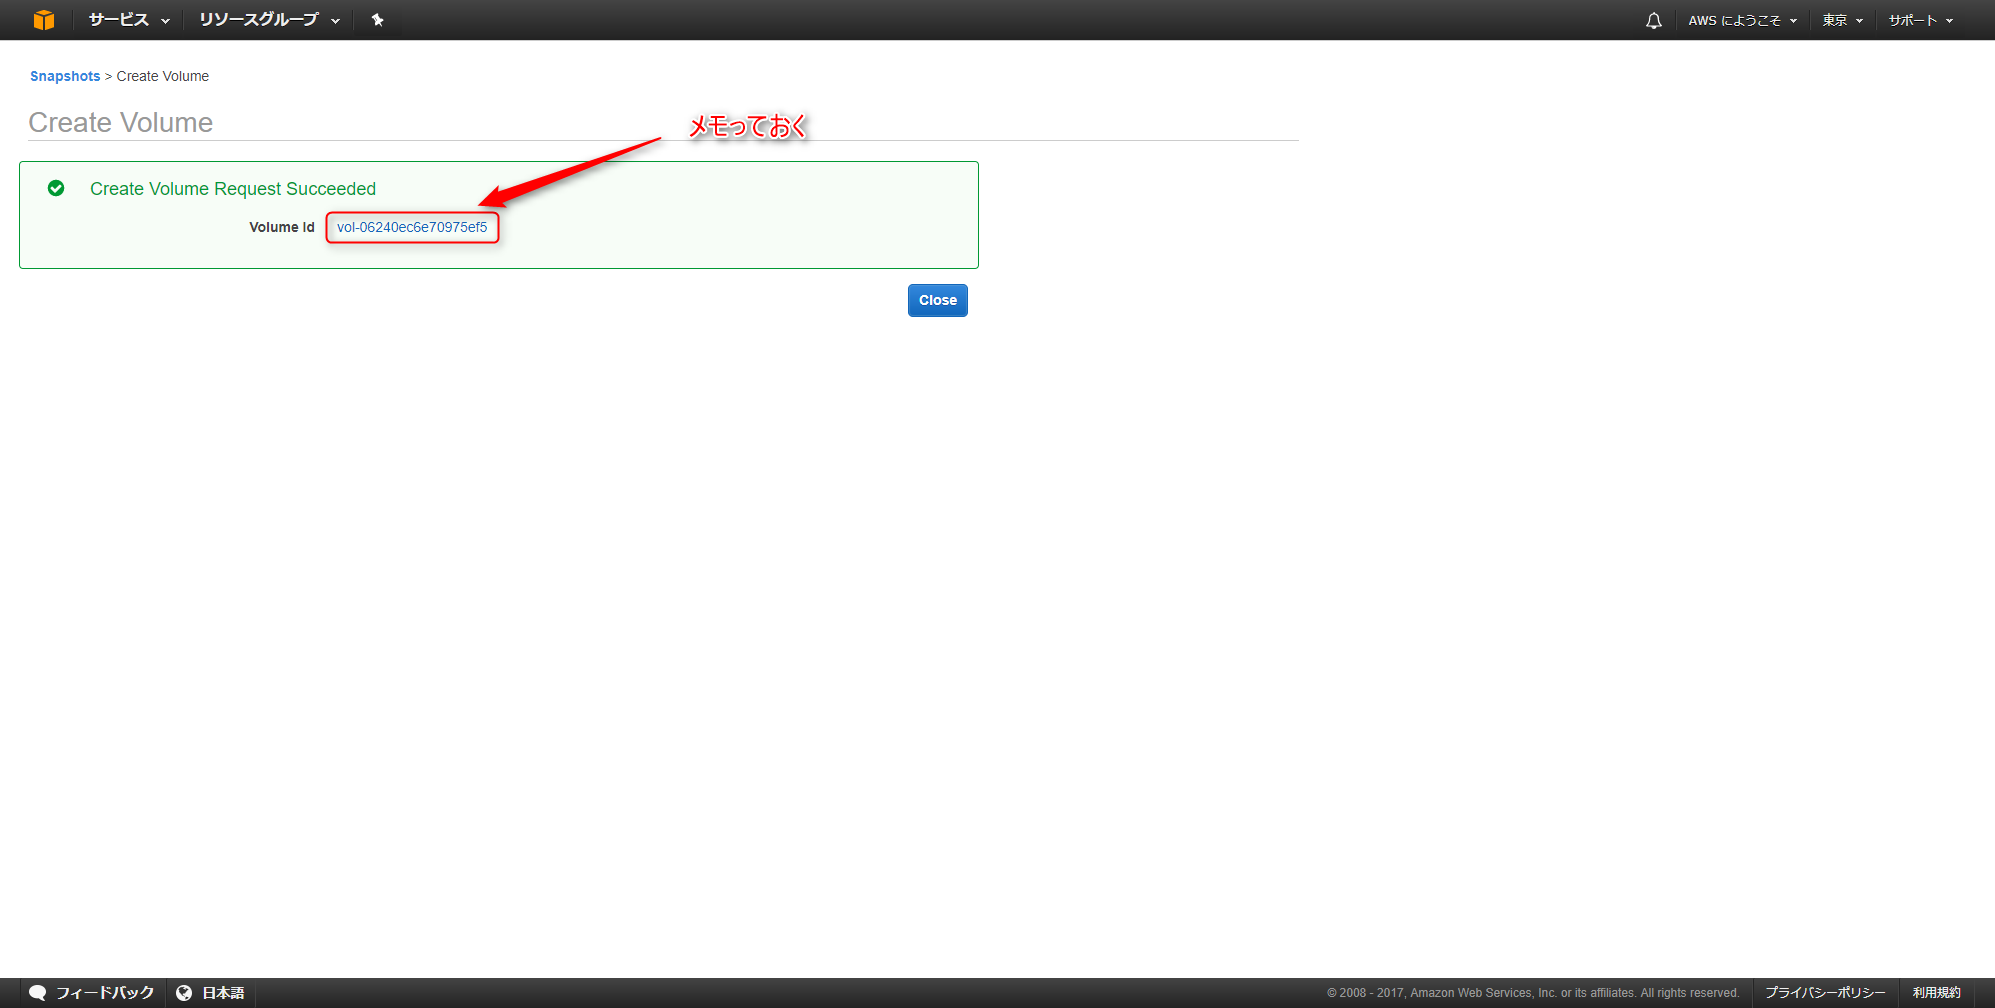 サービス リソースグループ AWS にようこそ 東京 サポート
Snapshots > Create Volume
Create Volume
メモっておく
Create Volume Request Succeeded
Volume Id vol-06240ec6e70975ef5
Close
フィードバック 日本語 © 2008 - 2017, Amazon Web Services, Inc. or its affiliates. All rights reserved. プライバシーポリシー 利用規約